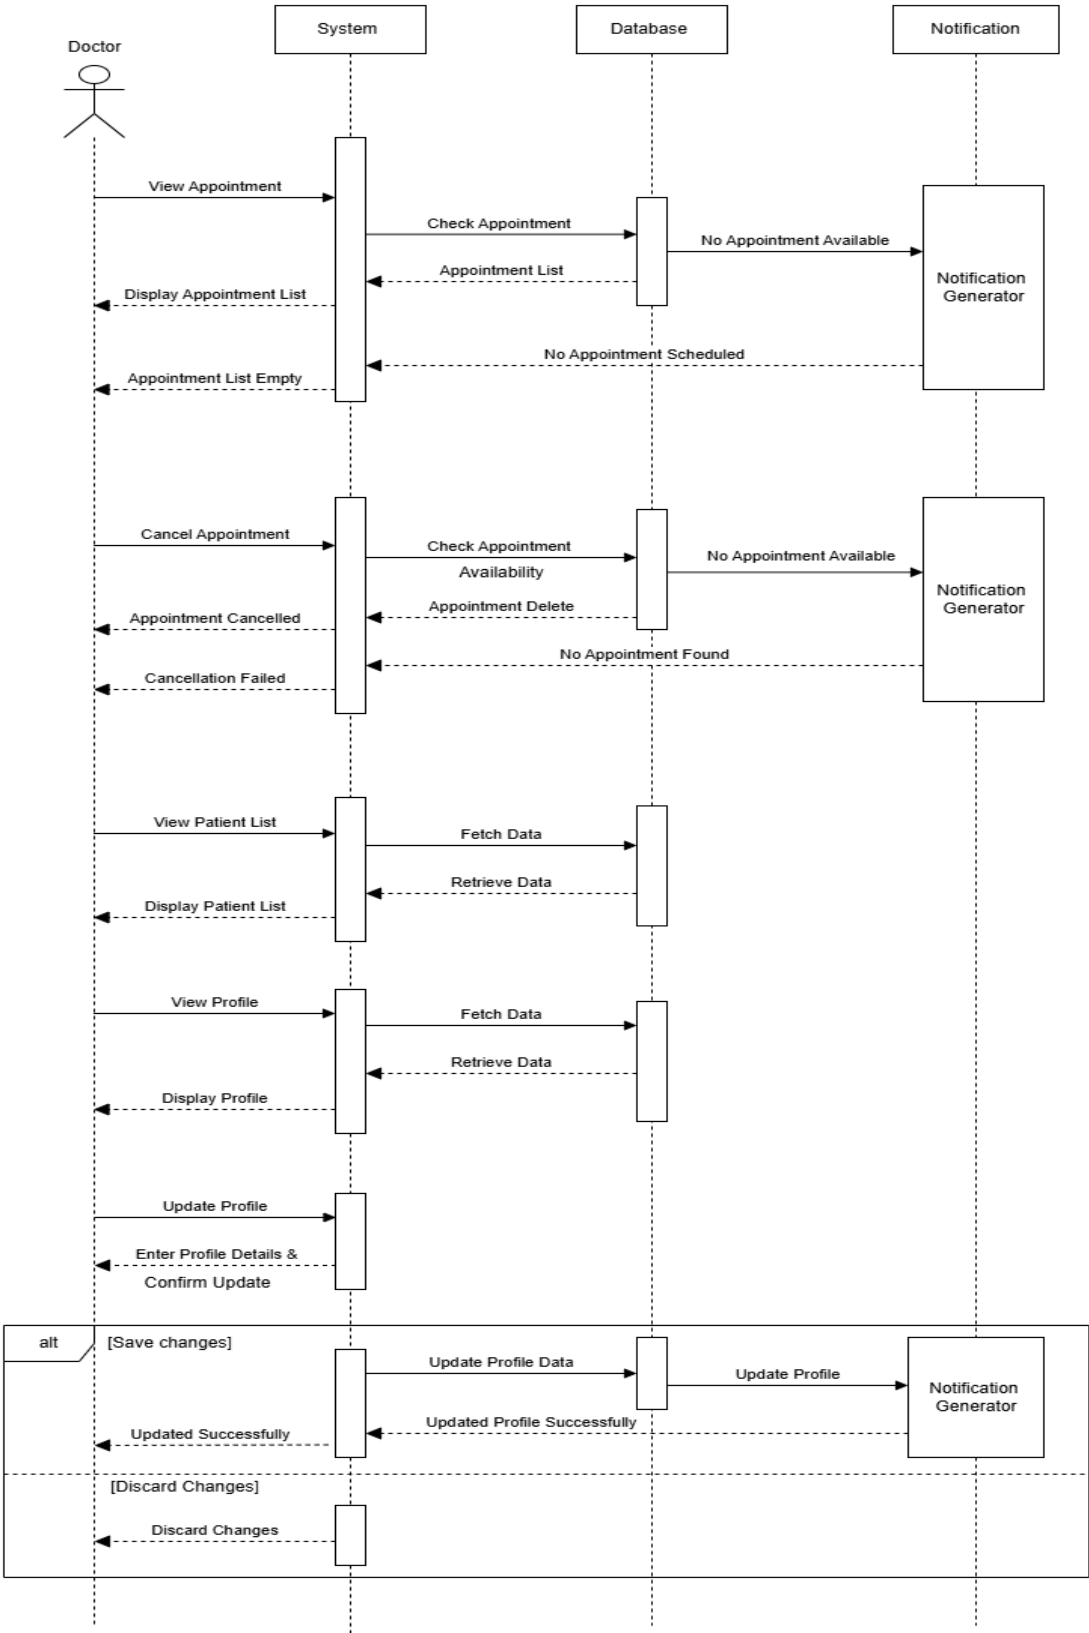 System
Database
Notification
Doctor
View Appointment
Check Appointment
No Appointment Available
Appointment List
Notification
Generator
Display Appointment List
No Appointment Scheduled
Appointment List Empty
Cancel Appointment
Check Appointment
Availability
No Appointment Available
Notification
Generator
Appointment Delete
Appointment Cancelled
No Appointment Found
Cancellation Failed
View Patient List
Fetch Data
Retrieve Data
Display Patient List
View Profile
Fetch Data
Retrieve Data
Display Profile
Update Profile
Enter Profile Details &
Confirm Update
alt
[Save changes]
Update Profile Data
Update Profile
Notification
Generator
Updated Profile Successfully
Updated Successfully
[Discard Changes]
Discard Changes